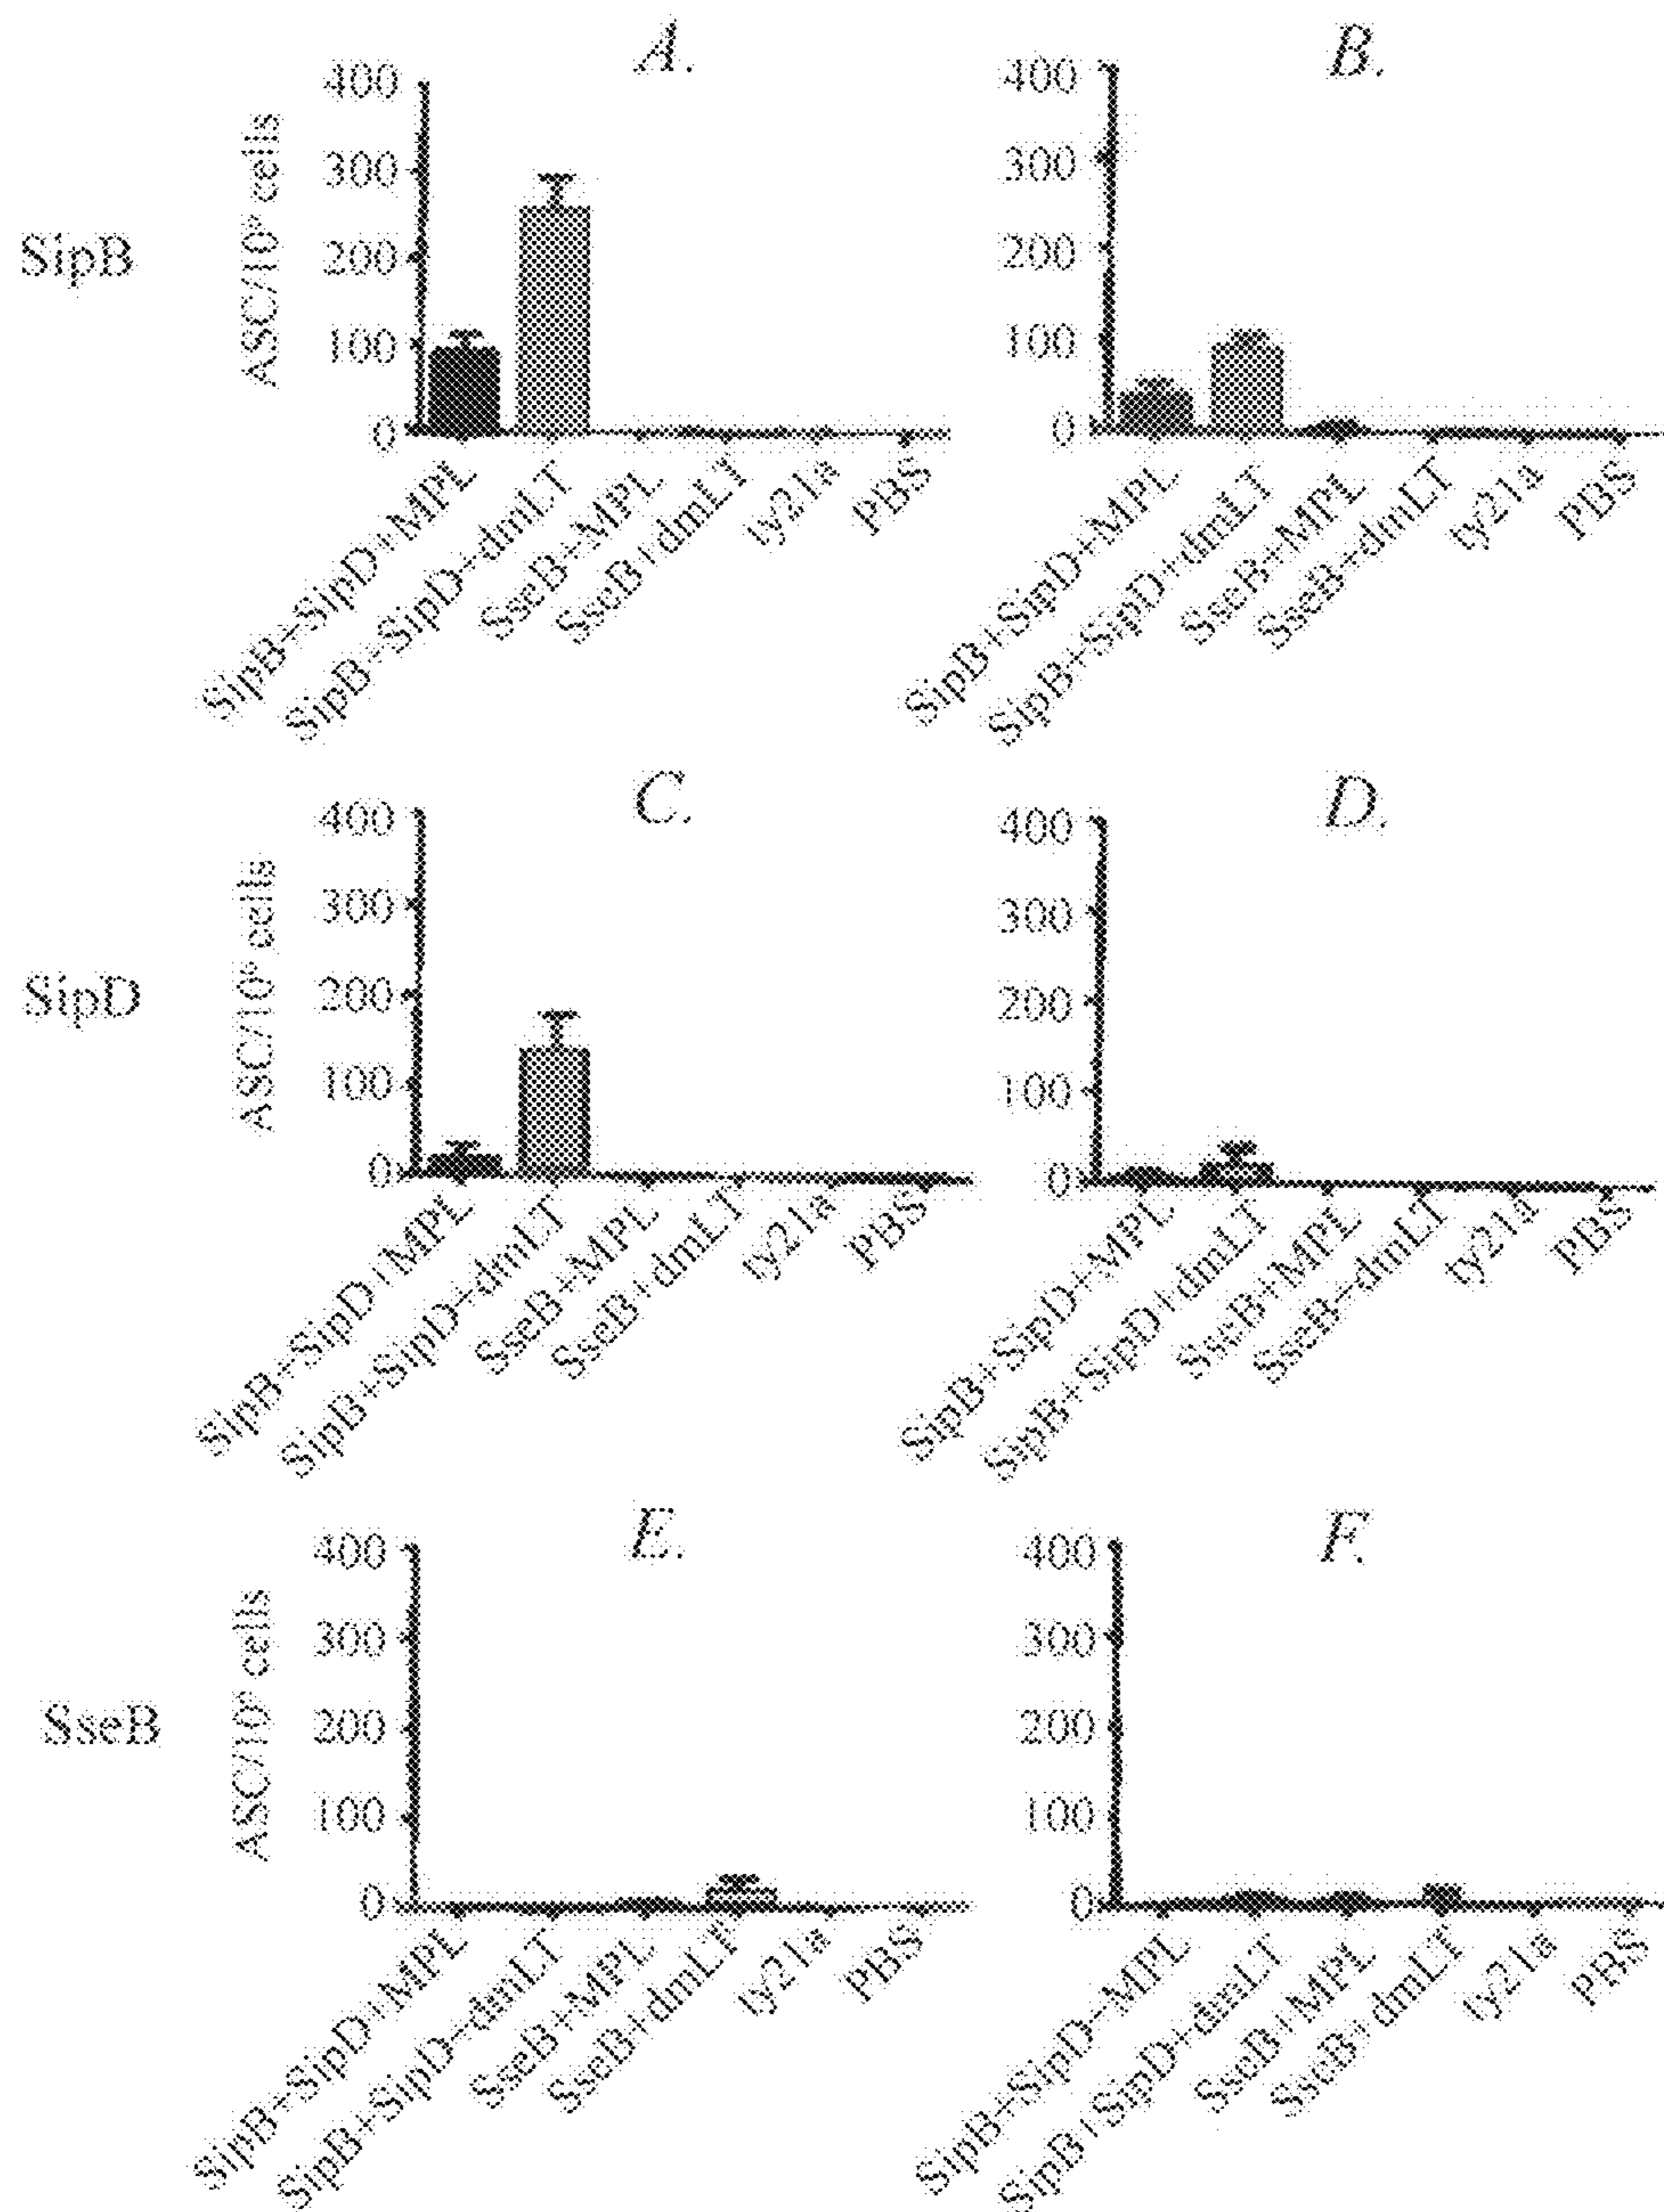 A.
B.
SipB
ASC/10⁶ cells
400
300
200
100
0
SipB+SipD+MPL
SipB+SipD+dmLT
SseB+MPL
SseB+dmLT
ty21a
PBS
400
300
200
100
0
SipB+SipD+MPL
SipB+SipD+dmLT
SseB+MPL
SseB+dmLT
ty21a
PBS
C.
D.
SipD
ASC/10⁶ cells
400
300
200
100
0
SipB+SipD+MPL
SipB+SipD+dmLT
SseB+MPL
SseB+dmLT
ty21a
PBS
400
300
200
100
0
SipB+SipD+MPL
SipB+SipD+dmLT
SseB+MPL
SseB+dmLT
ty21a
PBS
E.
F.
SseB
ASC/10⁶ cells
400
300
200
100
0
SipB+SipD+MPL
SipB+SipD+dmLT
SseB+MPL
SseB+dmLT
ty21a
PBS
400
300
200
100
0
SipB+SipD+MPL
SipB+SipD+dmLT
SseB+MPL
SseB+dmLT
ty21a
PBS